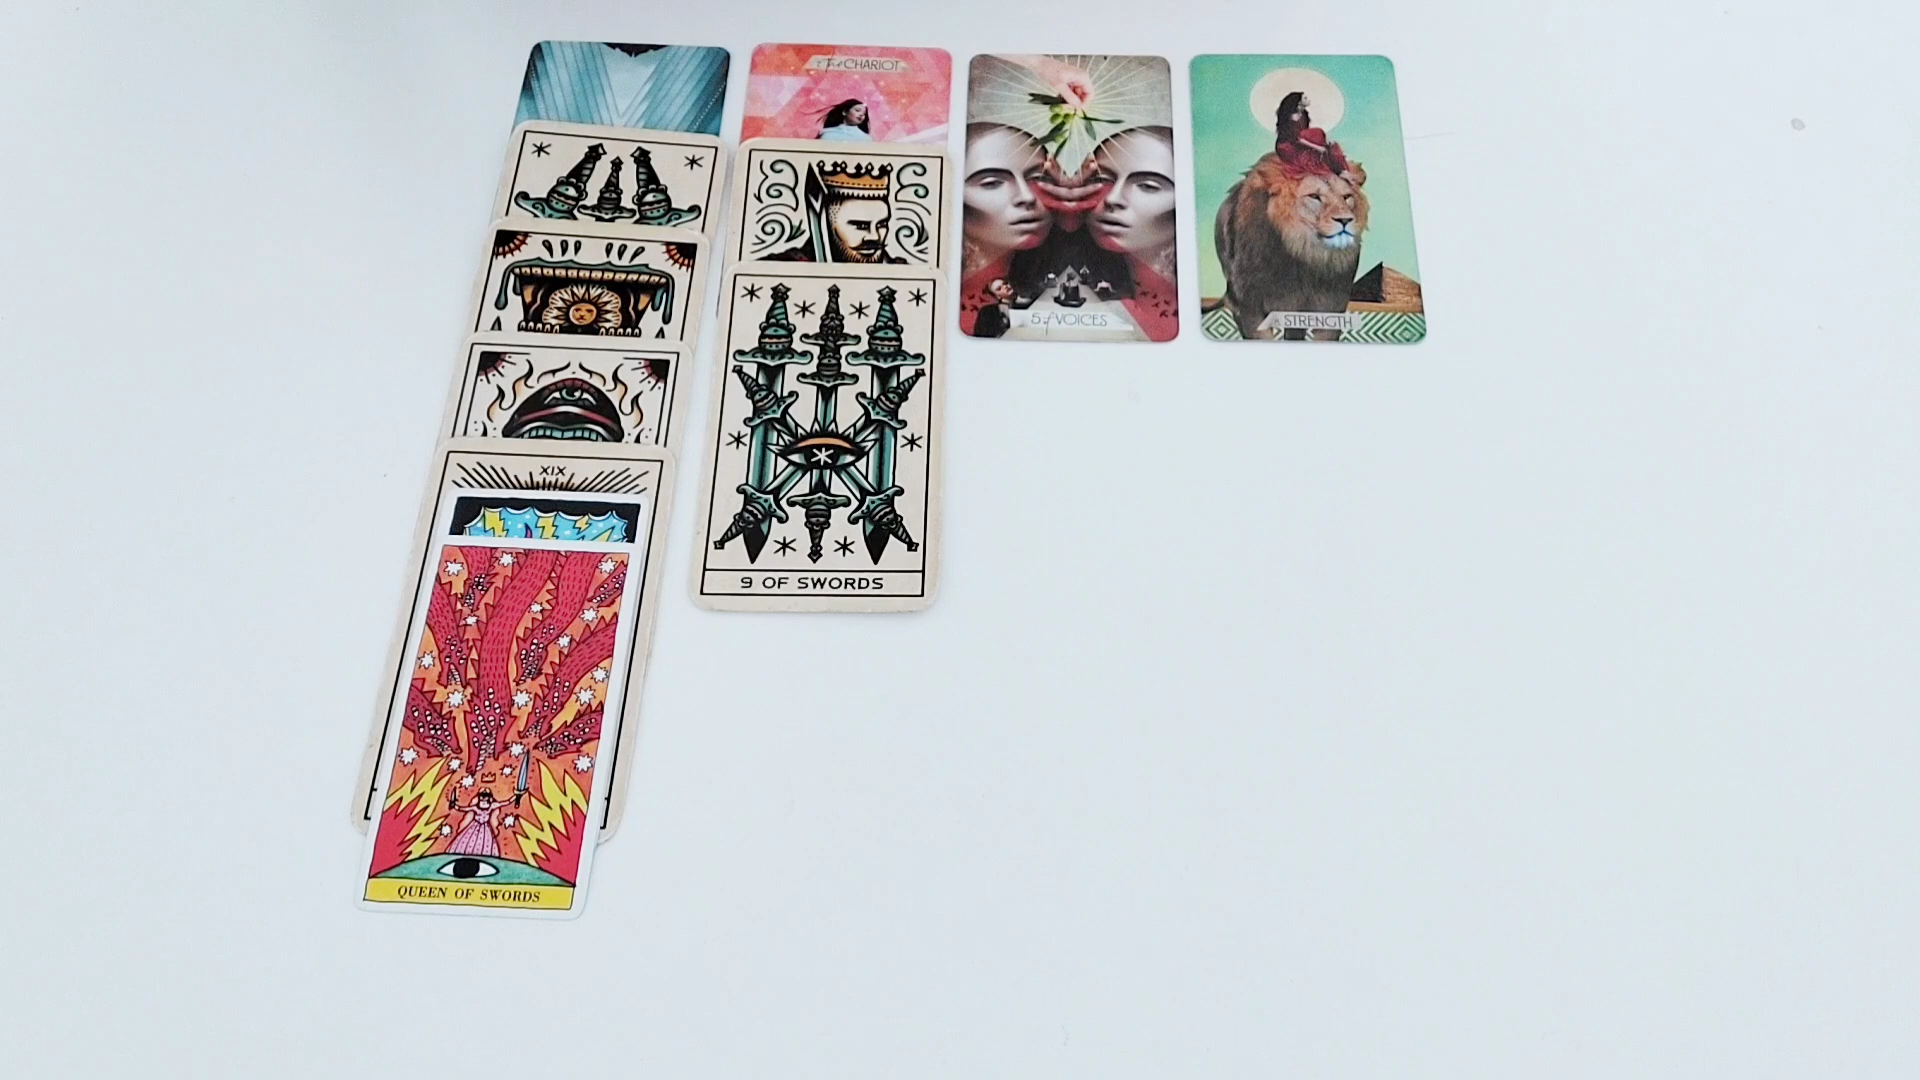 The CHARIOT
5 of VOICES
STRENGTH
9 OF SWORDS
XIX
QUEEN OF SWORDS